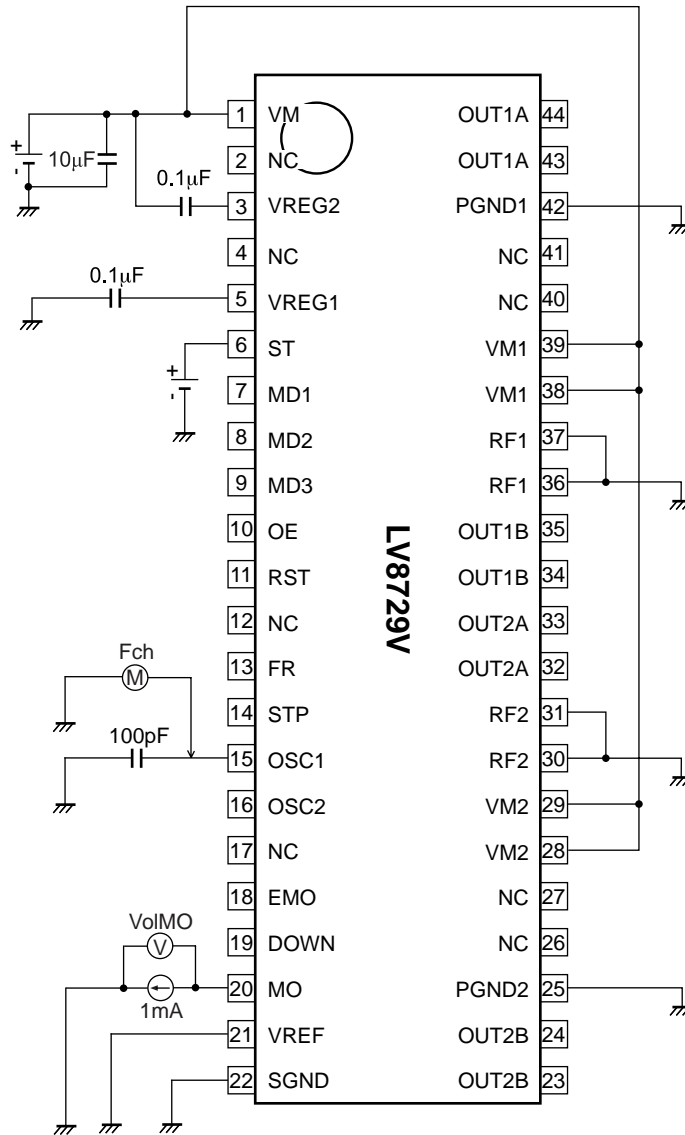 1 VM OUT1A 44
+
- 10µF
2 NC OUT1A 43
0.1µF
3 VREG2 PGND1 42
4 NC NC 41
0.1µF
5 VREG1 NC 40
6 ST VM1 39
+
-
7 MD1 VM1 38
8 MD2 RF1 37
9 MD3 RF1 36
10 OE OUT1B 35
LV8729V
11 RST OUT1B 34
12 NC OUT2A 33
Fch
M
13 FR OUT2A 32
14 STP RF2 31
100pF
15 OSC1 RF2 30
16 OSC2 VM2 29
17 NC VM2 28
18 EMO NC 27
VolMO
V
19 DOWN NC 26
20 MO PGND2 25
1mA
21 VREF OUT2B 24
22 SGND OUT2B 23